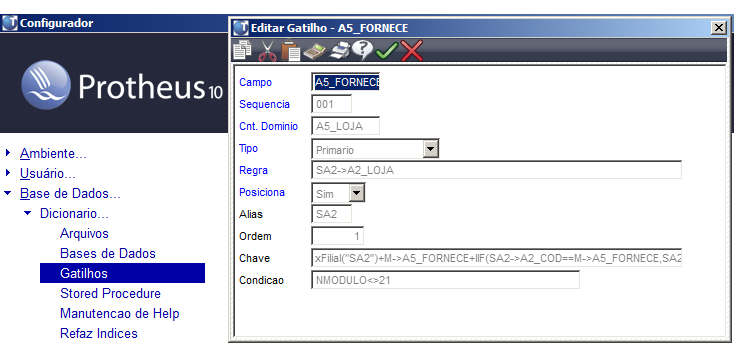 Configurador
Protheus 10
Ambiente...
Usuário...
Base de Dados...
Dicionario...
Arquivos
Bases de Dados
Gatilhos
Stored Procedure
Manutencao de Help
Refaz Indices
Editar Gatilho - A5_FORNECE
Campo A5_FORNECE
Sequencia 001
Cnt. Dominio A5_LOJA
Tipo Primario
Regra SA2->A2_LOJA
Posiciona Sim
Alias SA2
Ordem 1
Chave xFilial("SA2")+M->A5_FORNECE+IIF(SA2->A2_COD==M->A5_FORNECE,SA2
Condicao NMODULO<>21